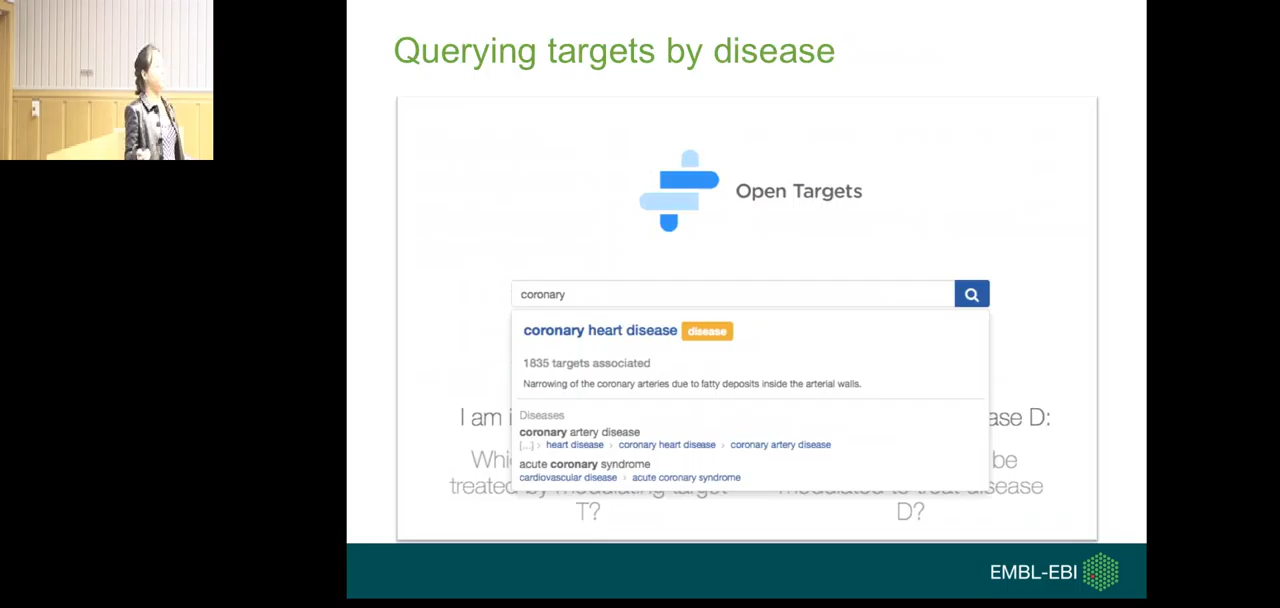 Querying targets by disease
Open Targets
coronary
coronary heart disease disease
1835 targets associated
Narrowing of the coronary arteries due to fatty deposits inside the arterial walls.
Diseases
coronary artery disease
[...] > heart disease > coronary heart disease > coronary artery disease
acute coronary syndrome
cardiovascular disease > acute coronary syndrome
I am
ase D:
be
treated by modulating target
T?
modulated to treat disease
D?
EMBL-EBI